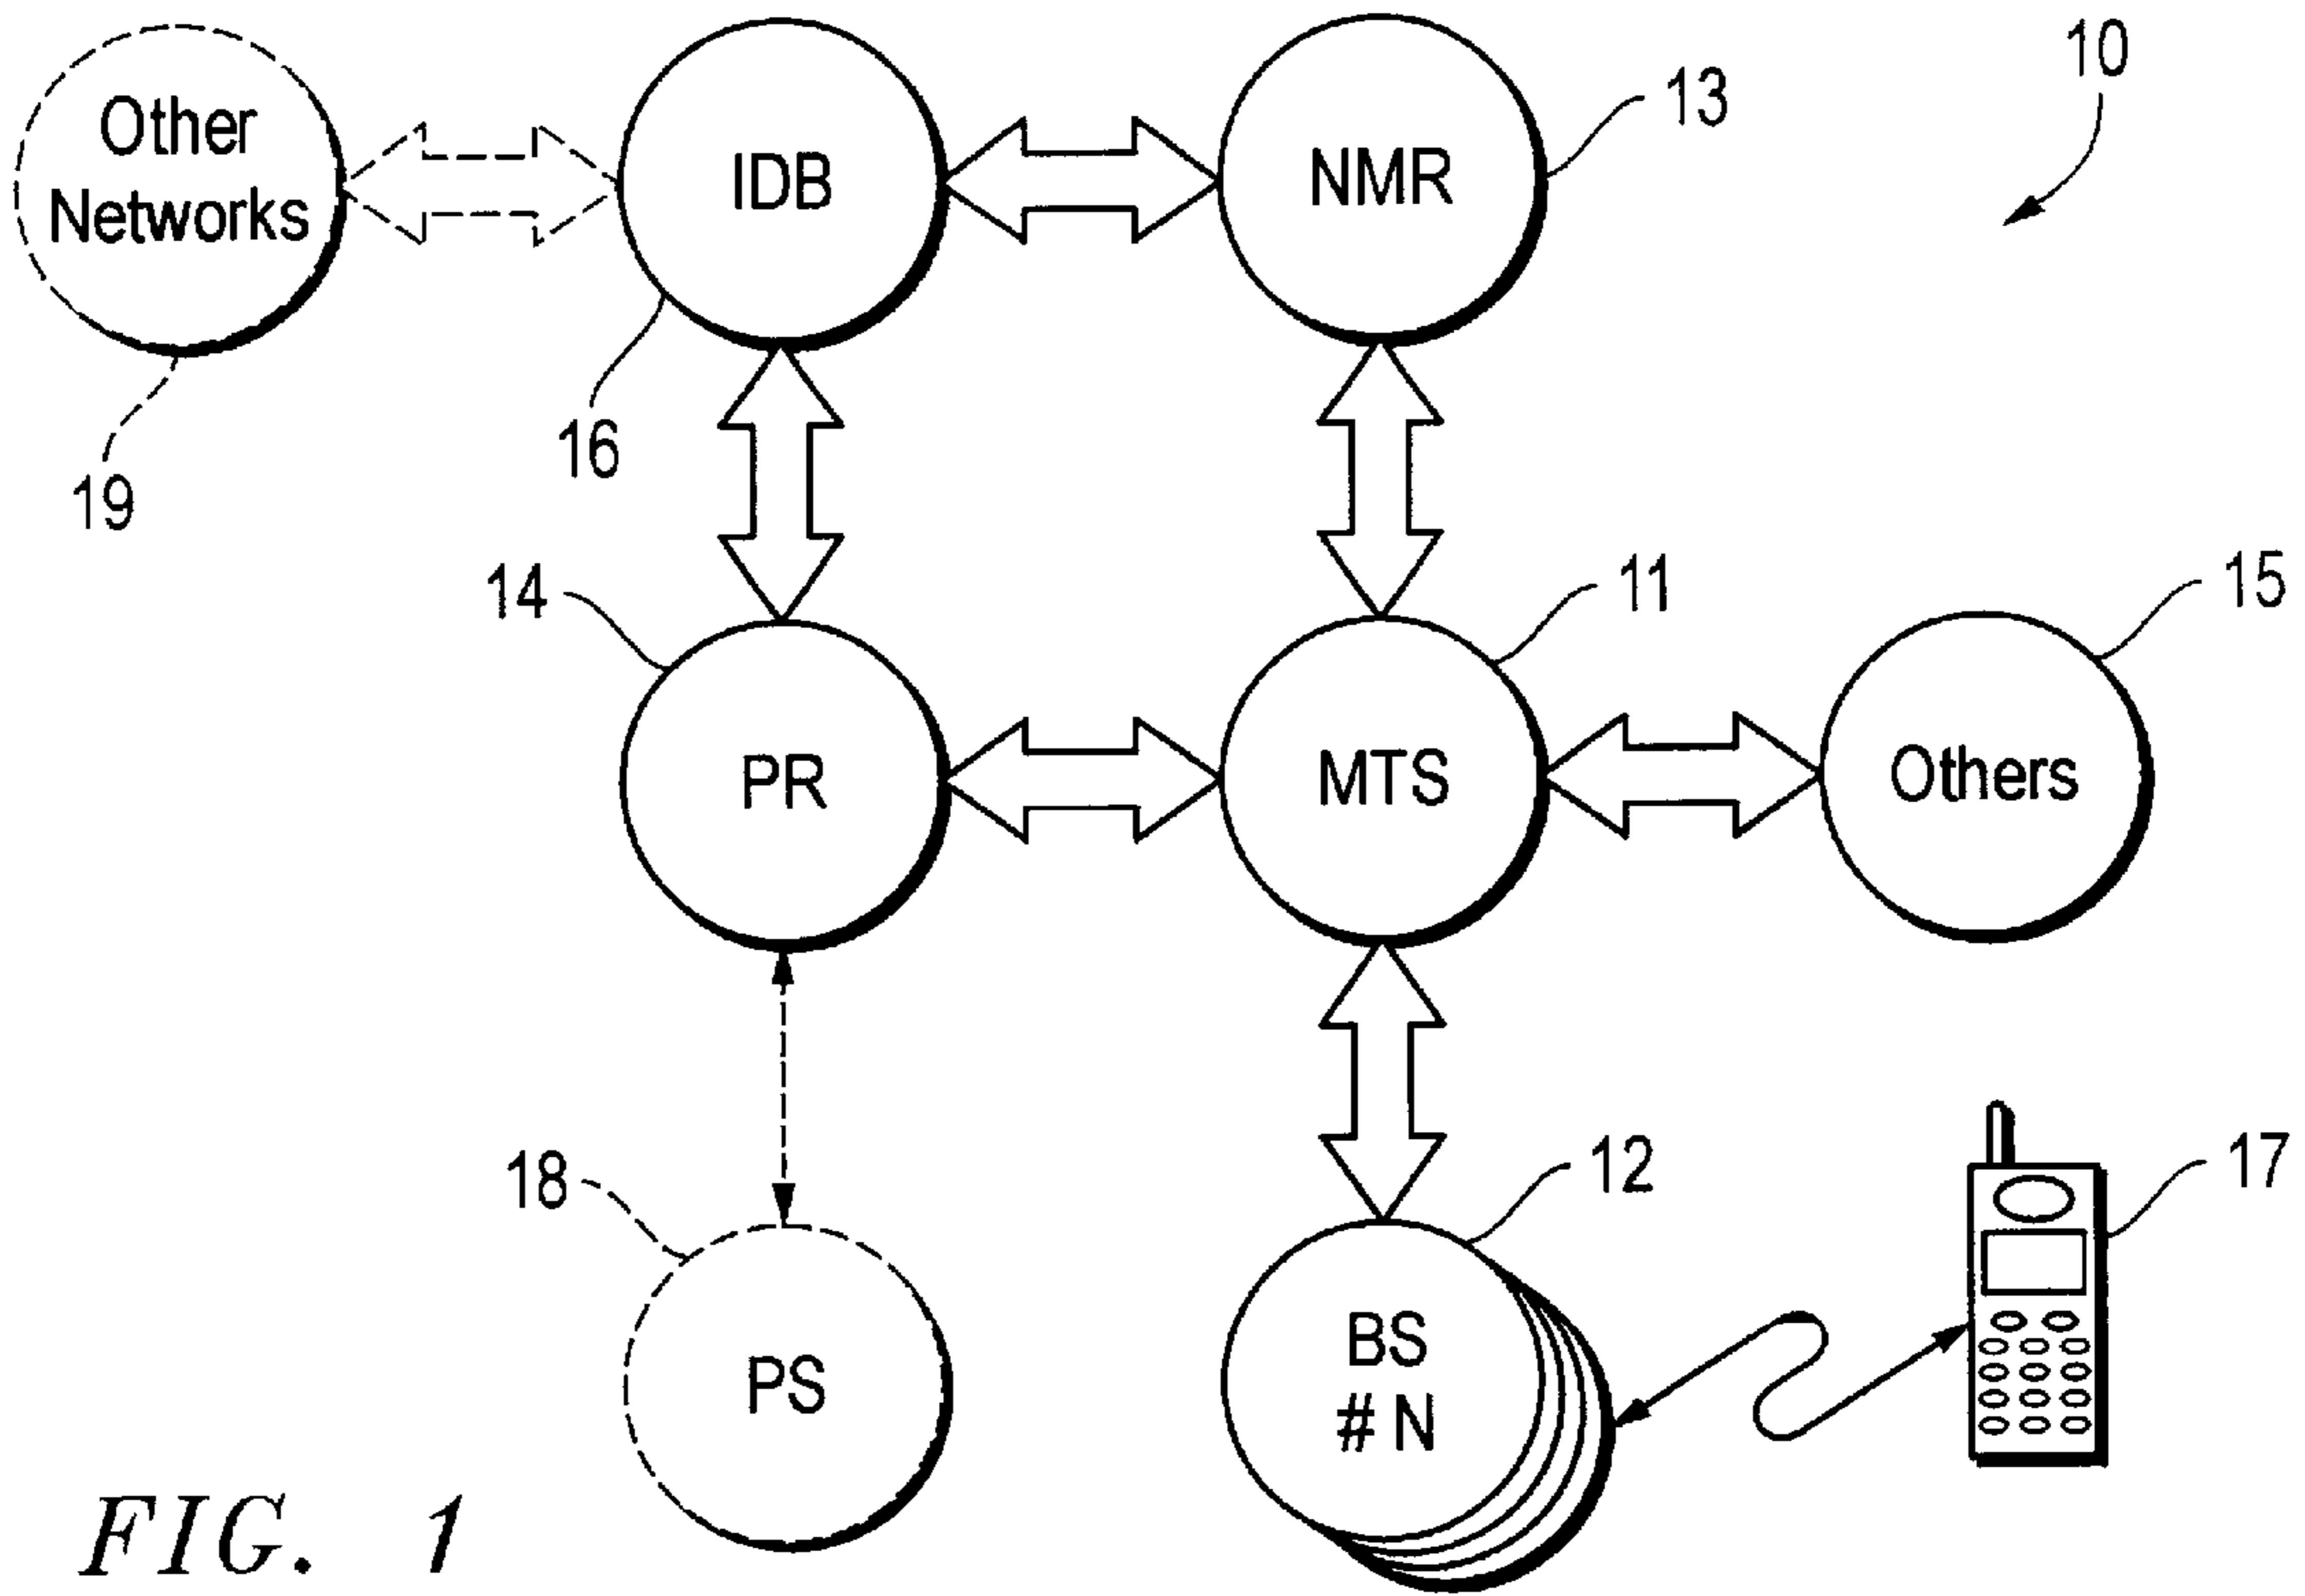 10
Other
Networks
IDB
NMR
13
16
19
14
11
15
PR
MTS
Others
18
12
17
PS
BS
# N
FIG. 1